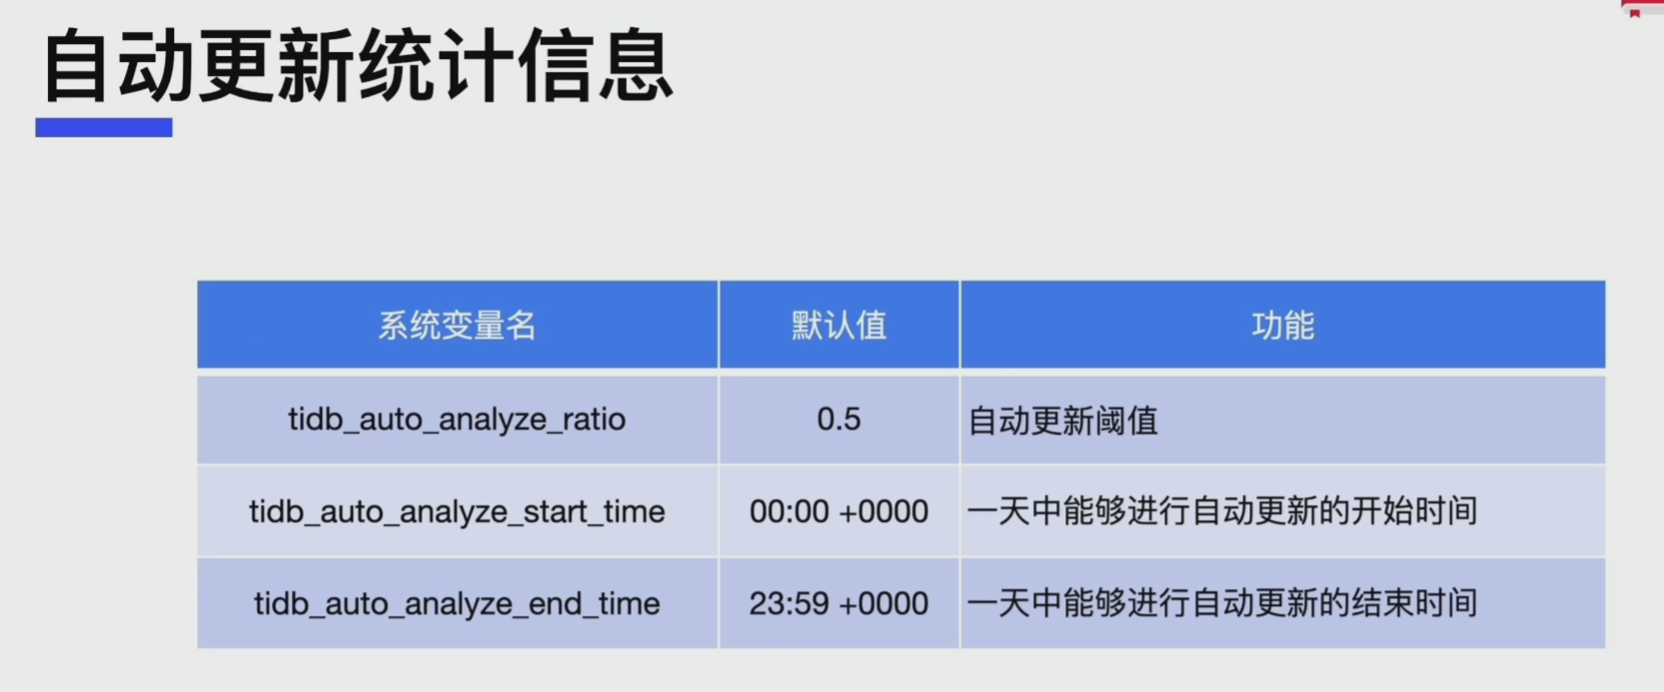 自动更新统计信息
系统变量名 默认值 功能
tidb_auto_analyze_ratio 0.5 自动更新阈值
tidb_auto_analyze_start_time 00:00 +0000 一天中能够进行自动更新的开始时间
tidb_auto_analyze_end_time 23:59 +0000 一天中能够进行自动更新的结束时间